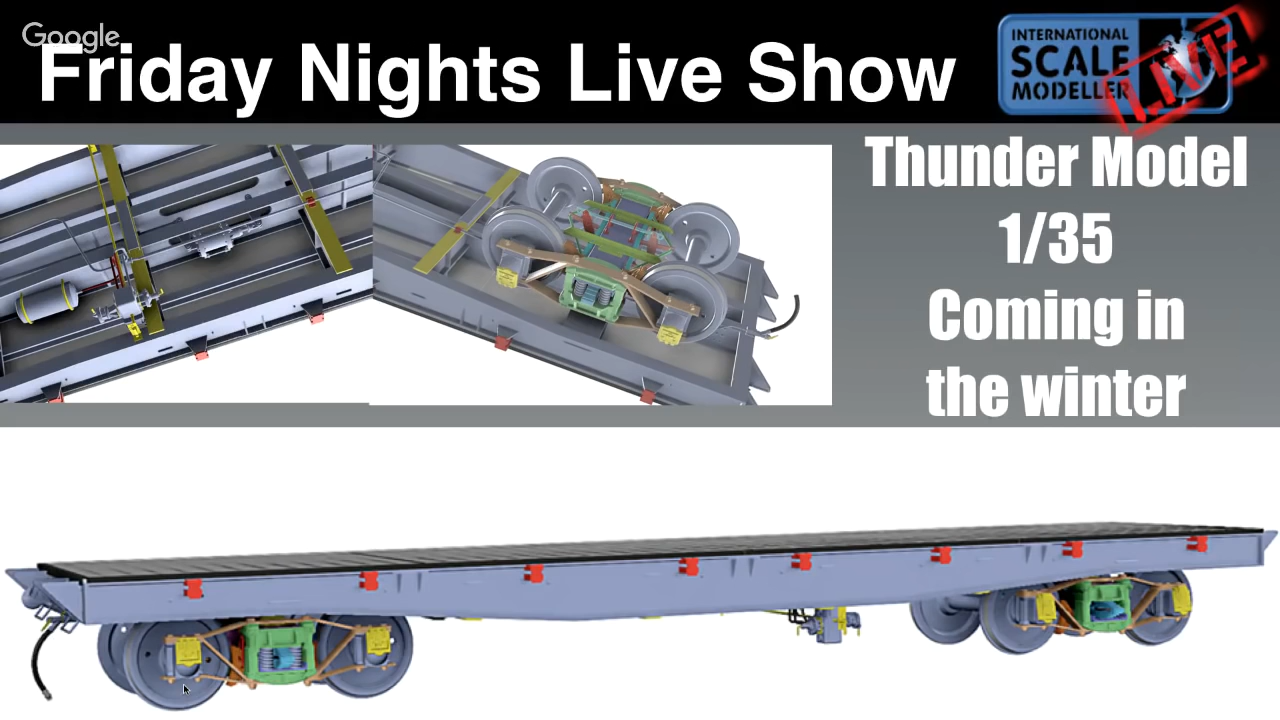 Google
Friday Nights Live Show
INTERNATIONAL
SCALE
MODELLER
LIVE
Thunder Model
1/35
Coming in
the winter